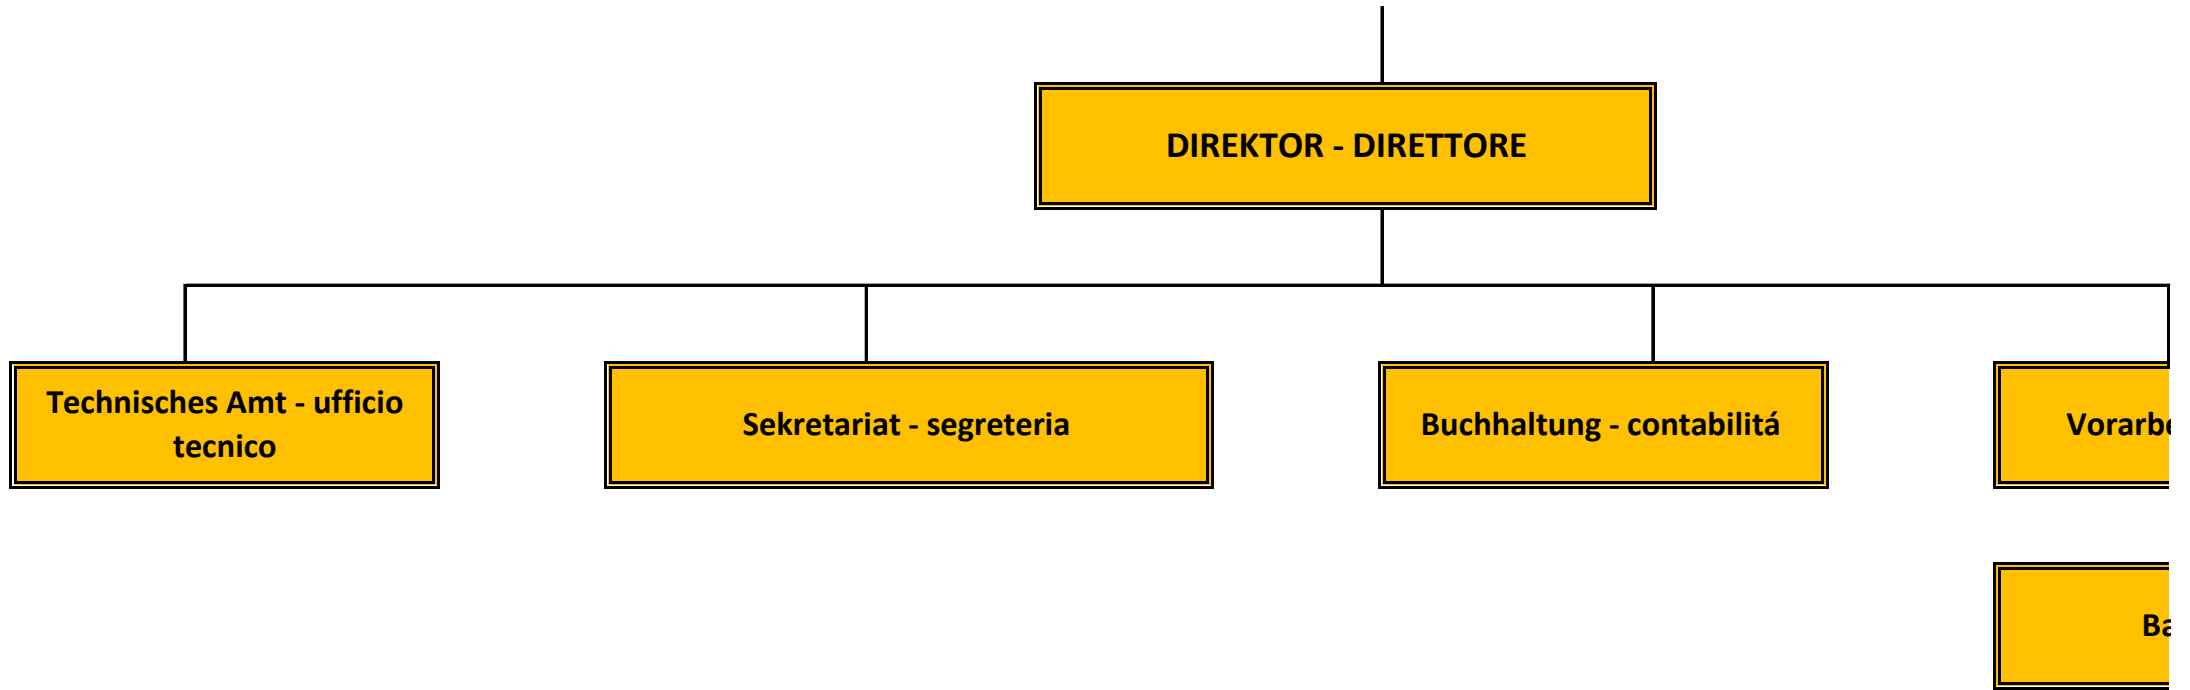 DIREKTOR - DIRETTORE
Technisches Amt - ufficio
tecnico
Sekretariat - segreteria
Buchhaltung - contabilitá